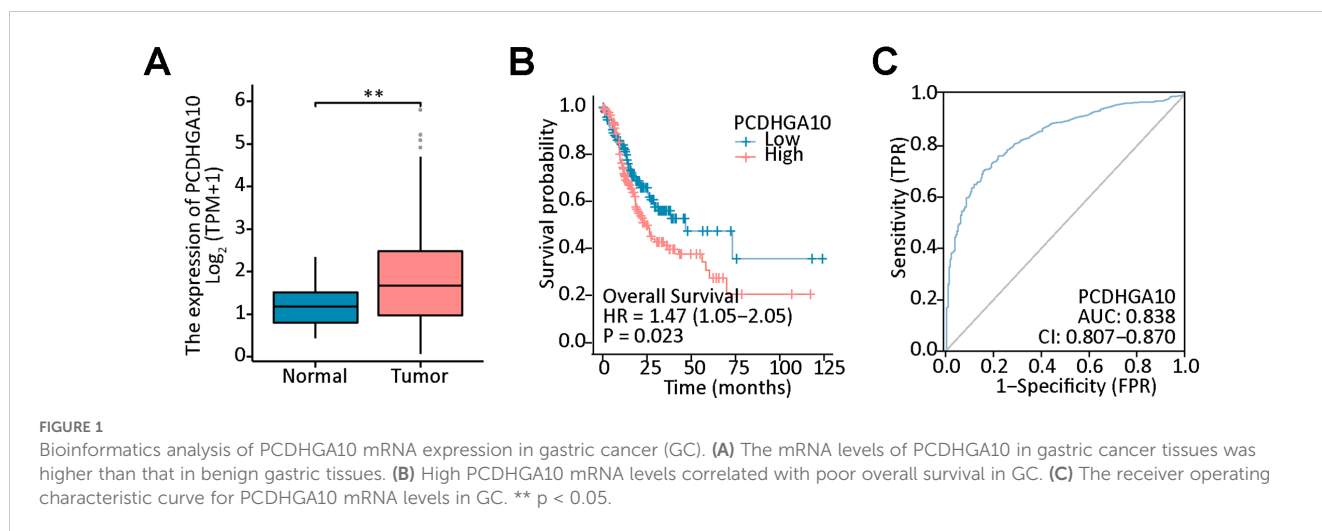 A
The expression of PCDHGA10
Log₂ (TPM+1)
6
5
4
3
2
1
0
**
Normal
Tumor
B
Survival probability
1.0
0.8
0.6
0.4
0.2
0.0
PCDHGA10
Low
High
Overall Survival
HR = 1.47 (1.05–2.05)
P = 0.023
0 25 50 75 100 125
Time (months)
C
Sensitivity (TPR)
1.0
0.8
0.6
0.4
0.2
0.0
PCDHGA10
AUC: 0.838
CI: 0.807–0.870
0.0 0.2 0.4 0.6 0.8 1.0
1–Specificity (FPR)
FIGURE 1
Bioinformatics analysis of PCDHGA10 mRNA expression in gastric cancer (GC). (A) The mRNA levels of PCDHGA10 in gastric cancer tissues was
higher than that in benign gastric tissues. (B) High PCDHGA10 mRNA levels correlated with poor overall survival in GC. (C) The receiver operating
characteristic curve for PCDHGA10 mRNA levels in GC. ** p < 0.05.